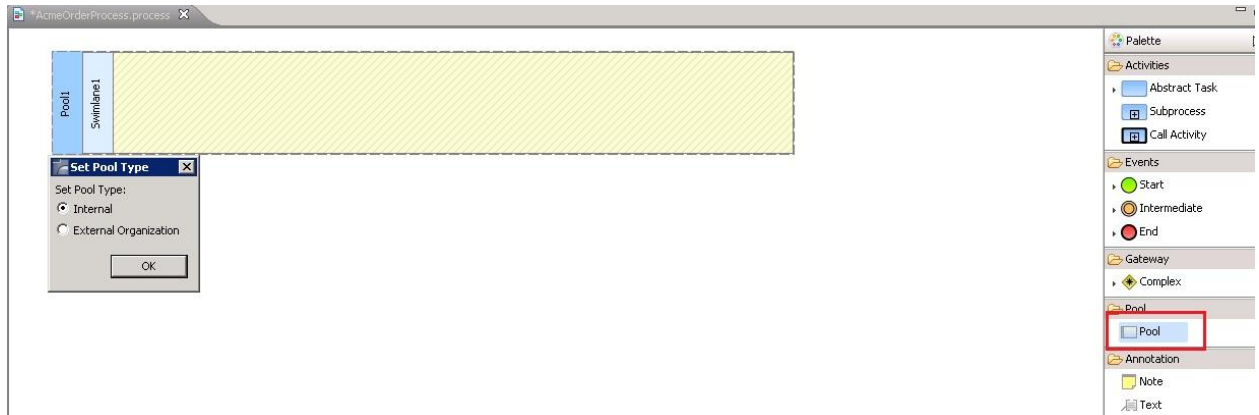 *AcmeOrderProcess.process
Pool1
Swimlane1
Set Pool Type
Set Pool Type:
Internal
External Organization
OK
Palette
Activities
Abstract Task
Subprocess
Call Activity
Events
Start
Intermediate
End
Gateway
Complex
Pool
Pool
Annotation
Note
Text